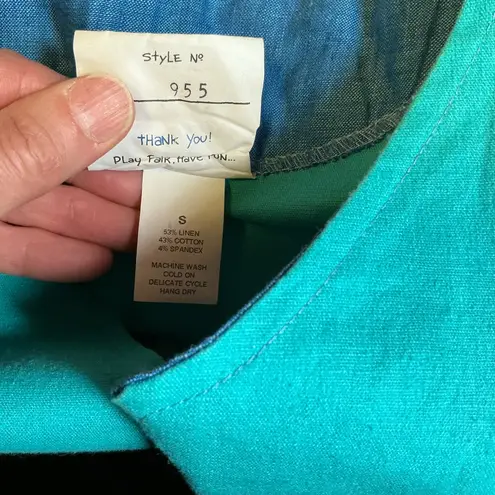 StYLE Nº
955
tHaNK You!
PLay FaiR, Have FUN...
S
53% LINEN
43% COTTON
4% SPANDEX
MACHINE WASH
COLD ON
DELICATE CYCLE
HANG DRY